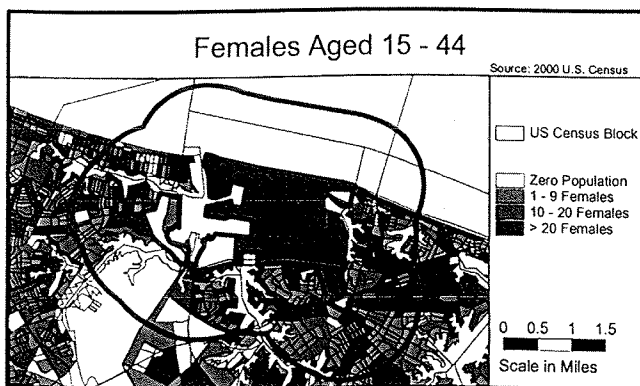 Females Aged 15 - 44
Source: 2000 U.S. Census
US Census Block
Zero Population
1 - 9 Females
10 - 20 Females
> 20 Females
0 0.5 1 1.5
Scale in Miles